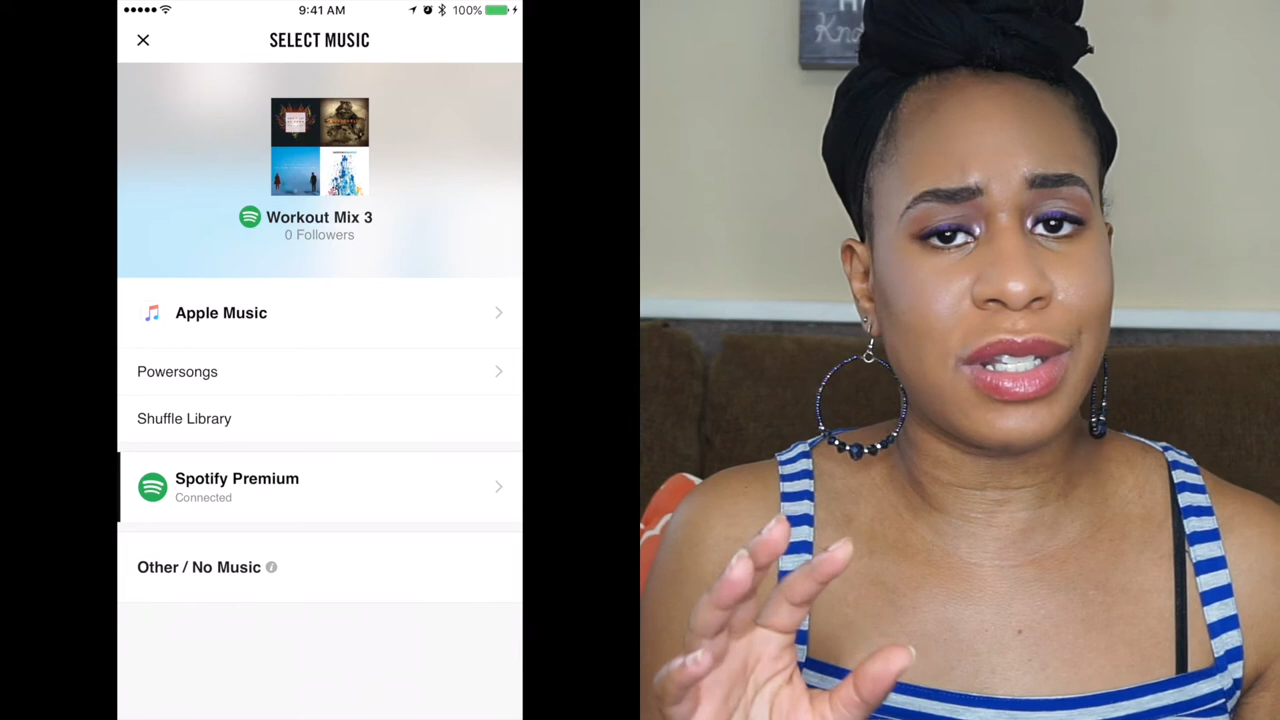 9:41 AM
100%
SELECT MUSIC
Workout Mix 3
0 Followers
Apple Music
Powersongs
Shuffle Library
Spotify Premium
Connected
Other / No Music